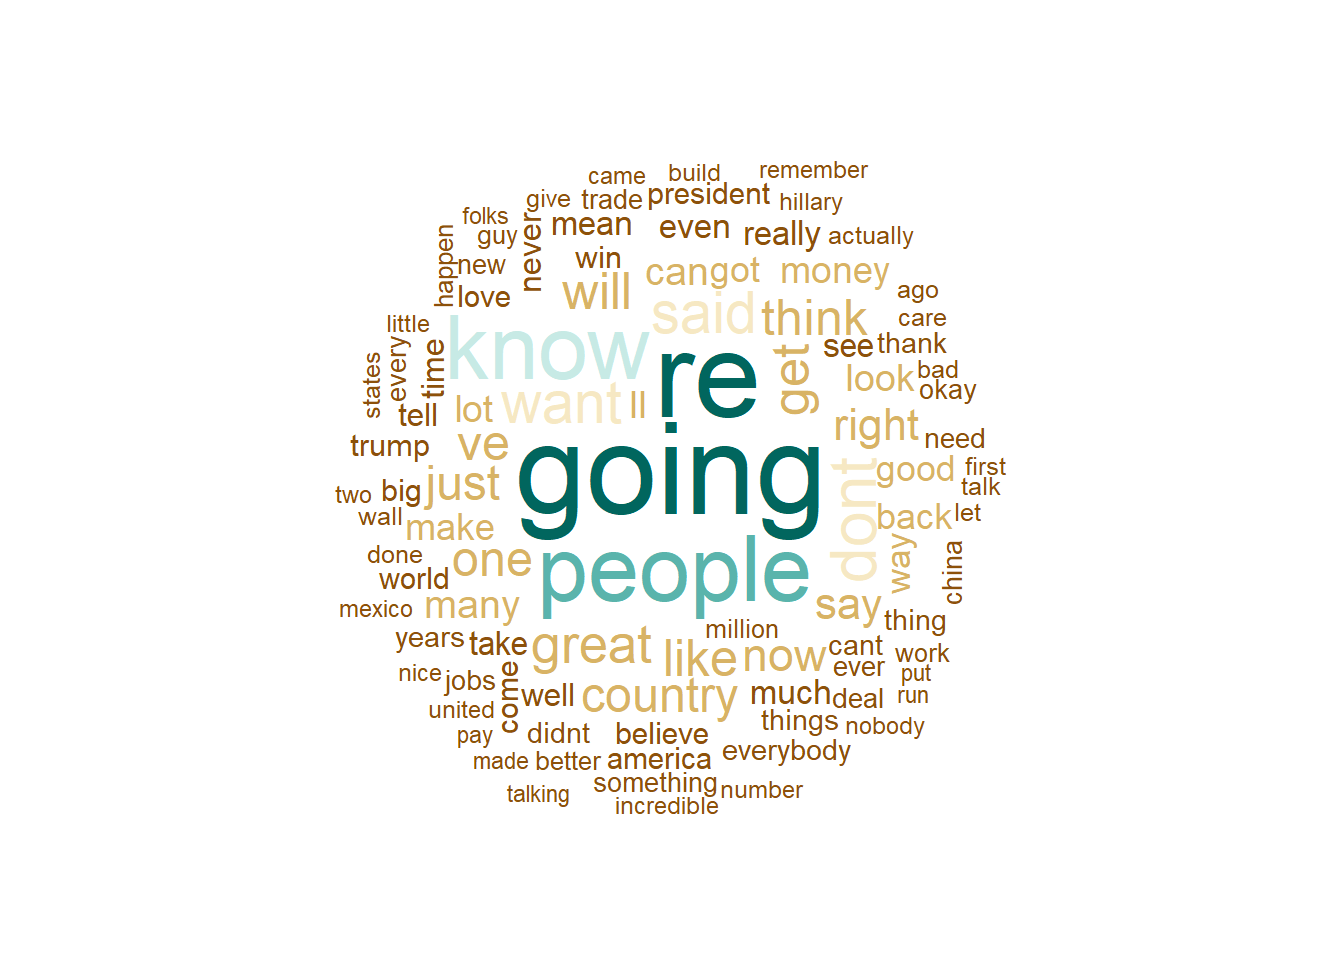 came build remember
give trade president hillary
folks guy never mean even really actually
happen new win can got money
love will said think ago
little know re care
states every time want ll get see thank
tell lot look bad okay
trump ve going right need
two big just dont good first talk
wall make back let
done one people way china
world many say
mexico million thing
years take great like now cant work
nice jobs come well country much ever put
united deal run
pay didnt believe things nobody
made better america everybody
something number
talking incredible